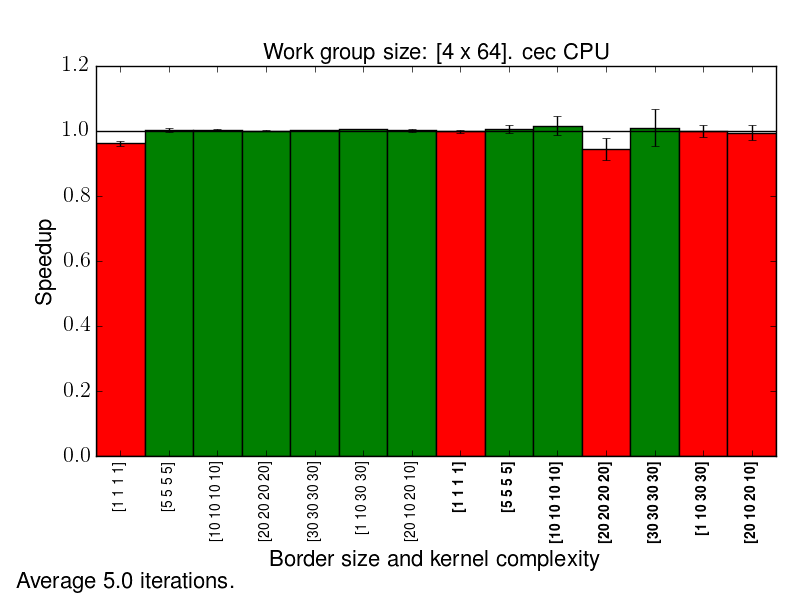 Work group size: [4 x 64]. cec CPU
1.2
1.0
0.8
0.6
0.4
0.2
0.0
Speedup
[1 1 1 1]
[5 5 5 5]
[10 10 10 10]
[20 20 20 20]
[30 30 30 30]
[1 10 30 30]
[20 10 20 10]
[1 1 1 1]
[5 5 5 5]
[10 10 10 10]
[20 20 20 20]
[30 30 30 30]
[1 10 30 30]
[20 10 20 10]
Border size and kernel complexity
Average 5.0 iterations.